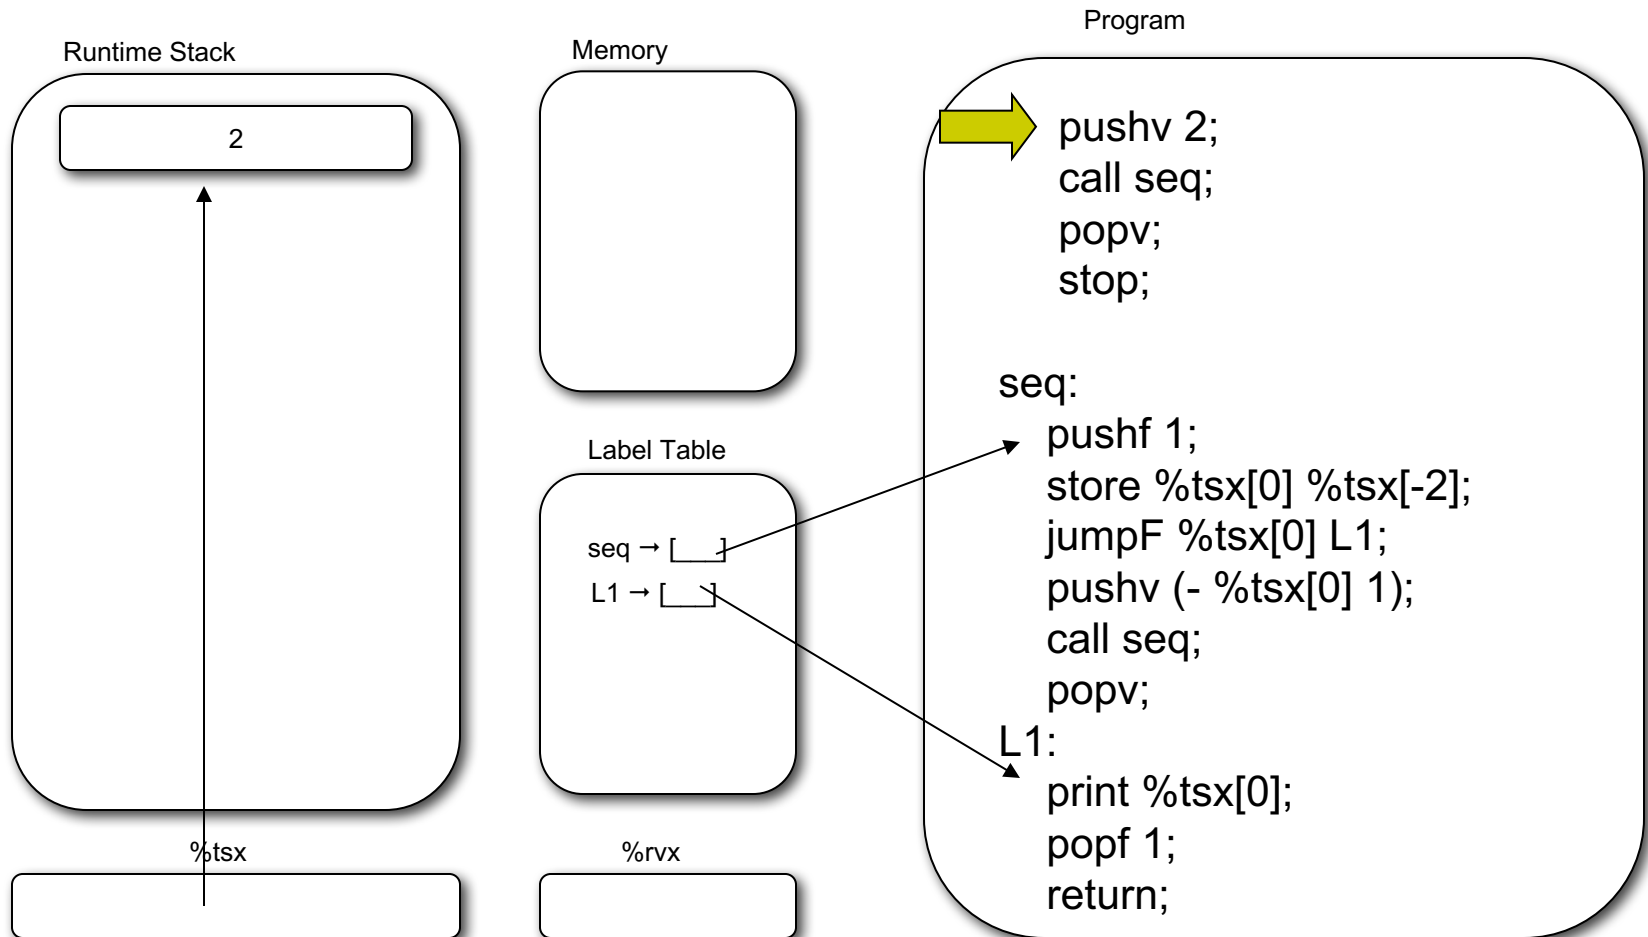 Runtime Stack
2
%tsx
Memory
Label Table
seq → [___]
L1 → [___]
%rvx
Program
pushv 2;
call seq;
popv;
stop;
seq:
pushf 1;
store %tsx[0] %tsx[-2];
jumpF %tsx[0] L1;
pushv (- %tsx[0] 1);
call seq;
popv;
L1:
print %tsx[0];
popf 1;
return;